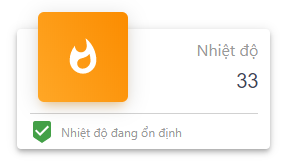 Nhiệt độ
33
Nhiệt độ đang ổn định